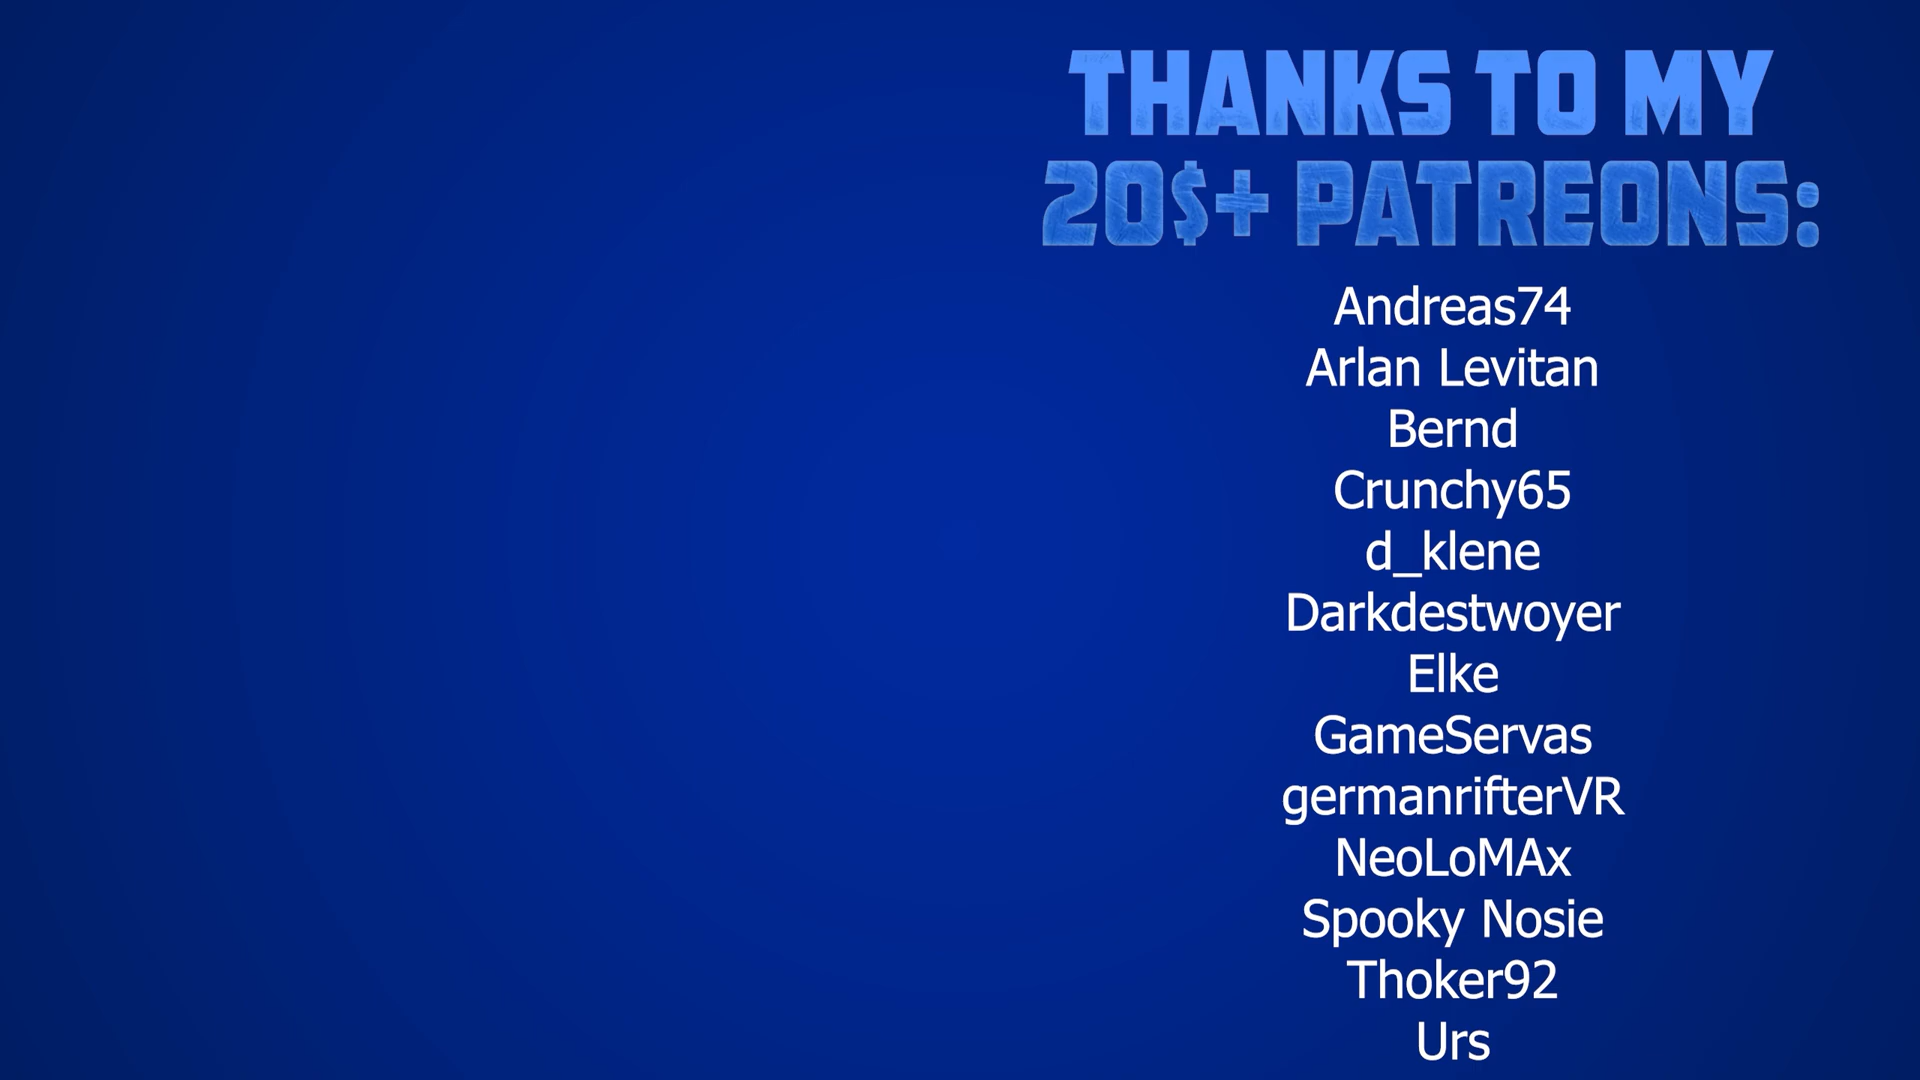 THANKS TO MY
20$+ PATREONS:
Andreas74
Arlan Levitan
Bernd
Crunchy65
d_klene
Darkdestwoyer
Elke
GameServas
germanrifterVR
NeoLoMAx
Spooky Nosie
Thoker92
Urs